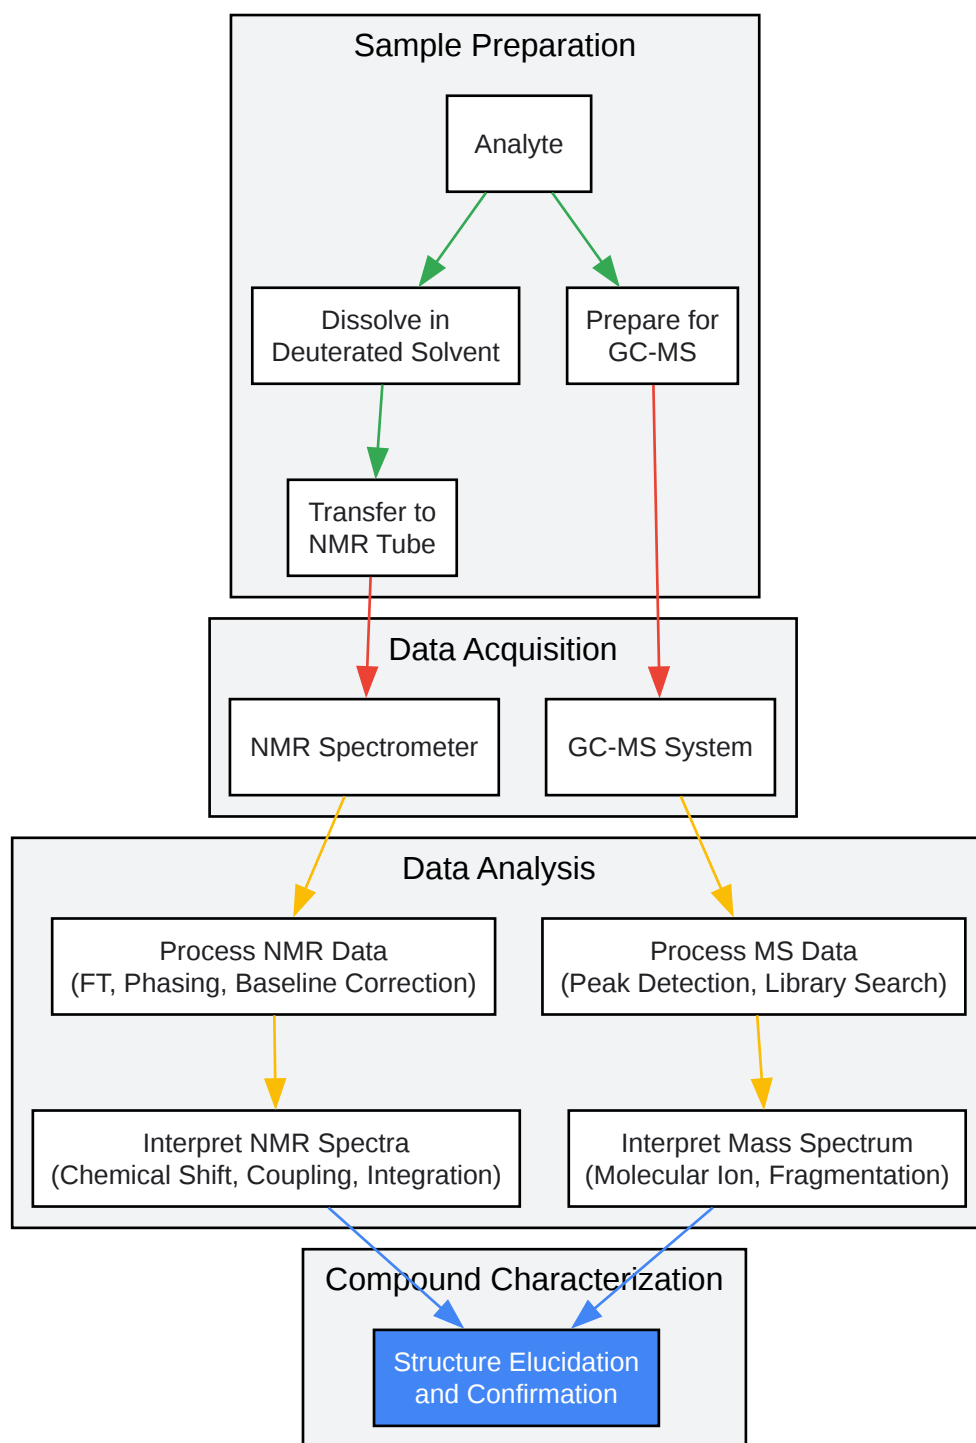 Sample Preparation
Analyte
Dissolve in
Deuterated Solvent
Prepare for
GC-MS
Transfer to
NMR Tube
Data Acquisition
NMR Spectrometer
GC-MS System
Data Analysis
Process NMR Data
(FT, Phasing, Baseline Correction)
Process MS Data
(Peak Detection, Library Search)
Interpret NMR Spectra
(Chemical Shift, Coupling, Integration)
Interpret Mass Spectrum
(Molecular Ion, Fragmentation)
Compound Characterization
Structure Elucidation
and Confirmation